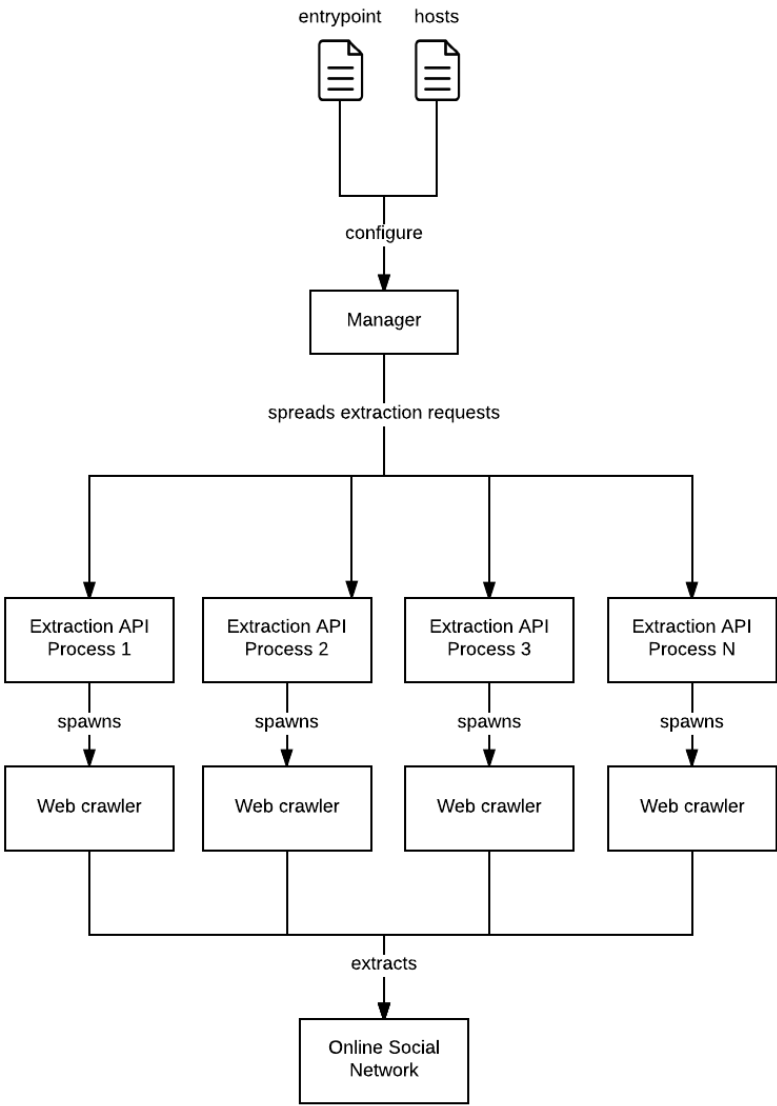 entrypoint hosts
configure
Manager
spreads extraction requests
Extraction API
Process 1
Extraction API
Process 2
Extraction API
Process 3
Extraction API
Process N
spawns
spawns
spawns
spawns
Web crawler
Web crawler
Web crawler
Web crawler
extracts
Online Social
Network